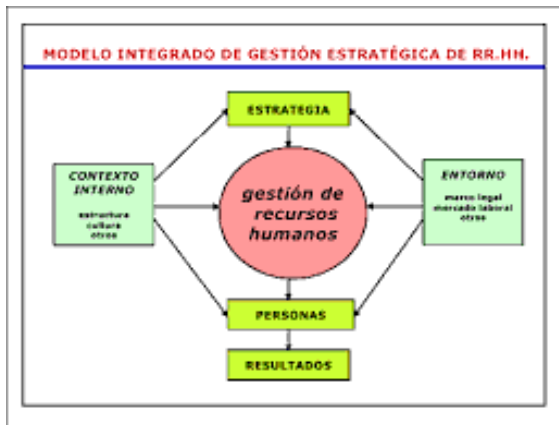 MODELO INTEGRADO DE GESTIÓN ESTRATÉGICA DE RR.HH.
ESTRATEGIA
CONTEXTO
INTERNO
estructura
cultura
otros
gestión de
recursos
humanos
ENTORNO
marco legal
mercado laboral
otros
PERSONAS
RESULTADOS